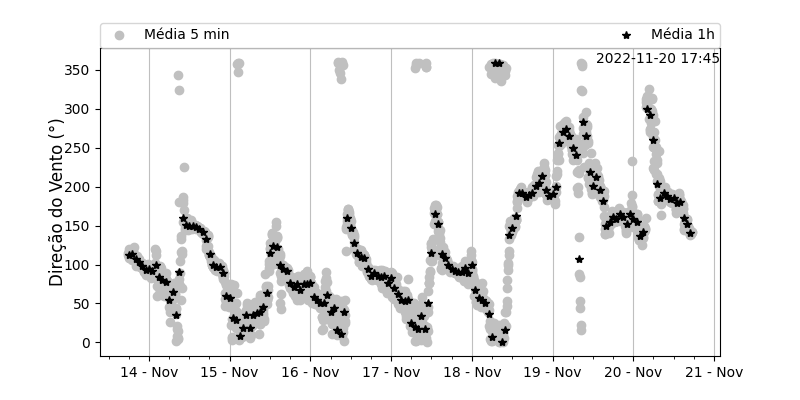 Média 5 min
Média 1h
2022-11-20 17:45
Direção do Vento (°)
350
300
250
200
150
100
50
0
14 - Nov
15 - Nov
16 - Nov
17 - Nov
18 - Nov
19 - Nov
20 - Nov
21 - Nov